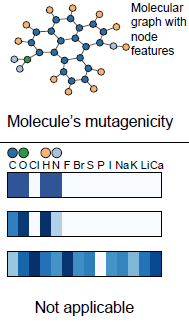 Molecular
graph with
node
features
Molecule's mutagenicity
C O Cl H N F Br S P I Na K Li Ca
Not applicable